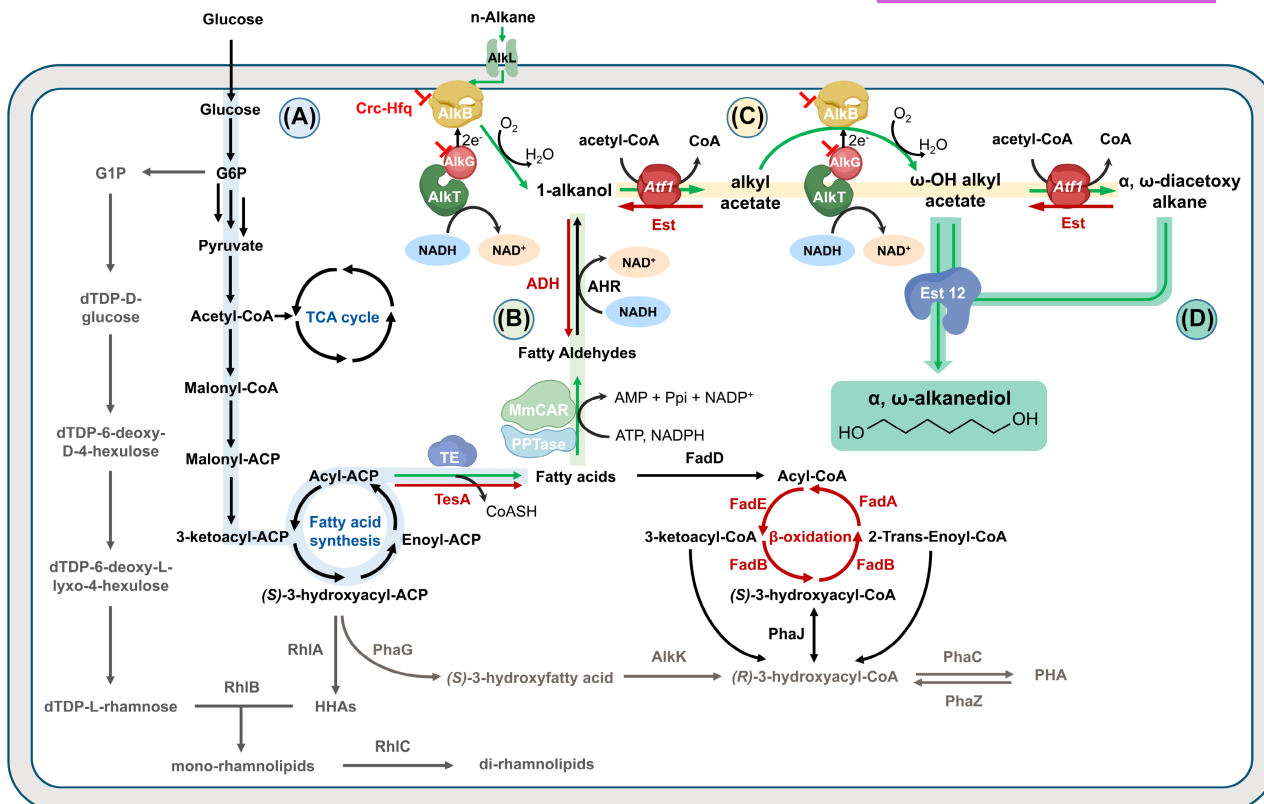 Glucose
n-Alkane
AlkL
Glucose
(A)
Crc-Hfq
AlkB
2e-
AlkG
AlkT
NADH
NAD+
O2
H2O
1-alkanol
acetyl-CoA
CoA
Atf1
Est
(C)
alkyl
acetate
AlkB
2e-
AlkG
AlkT
NADH
NAD+
O2
H2O
ω-OH alkyl
acetate
acetyl-CoA
CoA
Atf1
Est
α, ω-diacetoxy
alkane
G1P
G6P
Pyruvate
Acetyl-CoA
TCA cycle
Malonyl-CoA
Malonyl-ACP
3-ketoacyl-ACP
dTDP-D-
glucose
dTDP-6-deoxy-
D-4-hexulose
dTDP-6-deoxy-L-
lyxo-4-hexulose
dTDP-L-rhamnose
ADH
AHR
NAD+
NADH
(B)
Fatty Aldehydes
MmCAR
PPTase
AMP + Ppi + NADP+
ATP, NADPH
Est 12
(D)
α, ω-alkanediol
HO
OH
Acyl-ACP
TE
TesA
CoASH
Fatty acids
FadD
Acyl-CoA
Fatty acid
synthesis
Enoyl-ACP
(S)-3-hydroxyacyl-ACP
FadE
FadA
3-ketoacyl-CoA
β-oxidation
2-Trans-Enoyl-CoA
FadB
FadB
(S)-3-hydroxyacyl-CoA
PhaJ
RhlA
PhaG
(S)-3-hydroxyfatty acid
AlkK
(R)-3-hydroxyacyl-CoA
PhaC
PhaZ
PHA
RhlB
HHAs
mono-rhamnolipids
RhlC
di-rhamnolipids